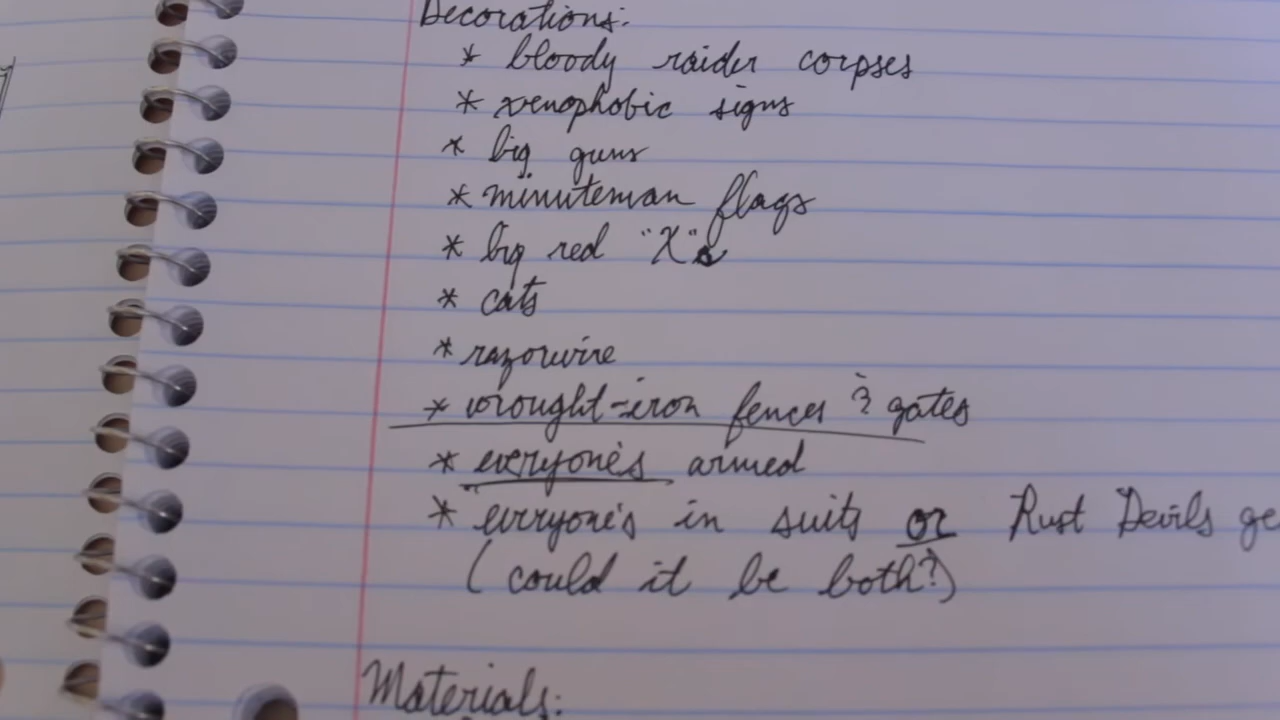 Decorations:
* bloody raider corpses
* xenophobic signs
* big guns
* minuteman flags
* big red "X"s
* cats
* razorwire
* wrought-iron fences & gates
* everyone's armed
* everyone's in suits or Rust Devils ge
(could it be both?)
Materials: